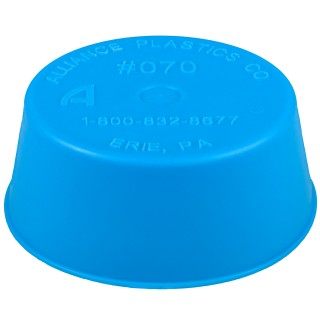 ALLIANCE PLASTICS CO
#070
A
1-800-832-8677
ERIE, PA